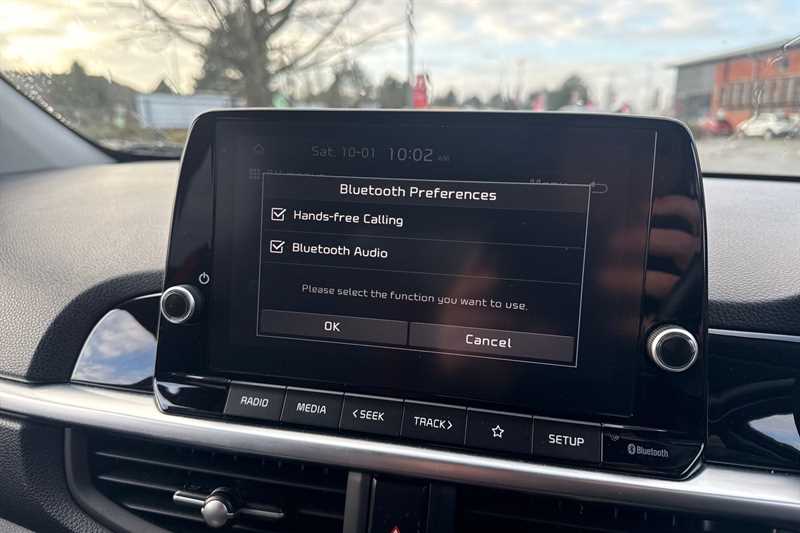 Sat. 10-01 10:02 AM
Bluetooth Preferences
Hands-free Calling
Bluetooth Audio
Please select the function you want to use.
OK Cancel
RADIO MEDIA <SEEK TRACK> SETUP
Bluetooth